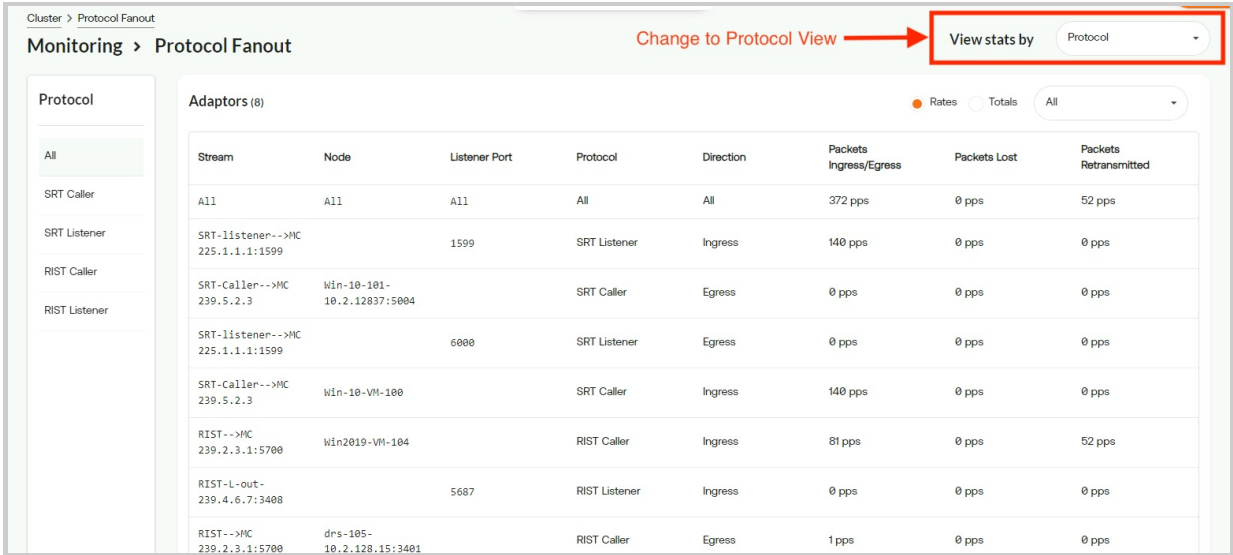 Cluster > Protocol Fanout
Monitoring > Protocol Fanout
Change to Protocol View
View stats by
Protocol
Protocol
All
SRT Caller
SRT Listener
RIST Caller
RIST Listener
Adaptors (8)
Rates
Totals
All
Stream Node Listener Port Protocol Direction Packets Ingress/Egress Packets Lost Packets Retransmitted
All All All All All 372 pps 0 pps 52 pps
SRT-listener-->MC
225.1.1.1:1599
1599 SRT Listener Ingress 140 pps 0 pps 0 pps
SRT-Caller-->MC
239.5.2.3
Win-10-101-
10.2.12837:5004
SRT Caller Egress 0 pps 0 pps 0 pps
SRT-listener-->MC
225.1.1.1:1599
6000 SRT Listener Egress 0 pps 0 pps 0 pps
SRT-Caller-->MC
239.5.2.3
Win-10-VM-100 SRT Caller Ingress 140 pps 0 pps 0 pps
RIST-->MC
239.2.3.1:5700
Win2019-VM-104 RIST Caller Ingress 81 pps 0 pps 52 pps
RIST-L-out-
239.4.6.7:3408
5687 RIST Listener Ingress 0 pps 0 pps 0 pps
RIST-->MC
239.2.3.1:5700
drs-105-
10.2.128.15:3401
RIST Caller Egress 1 pps 0 pps 0 pps